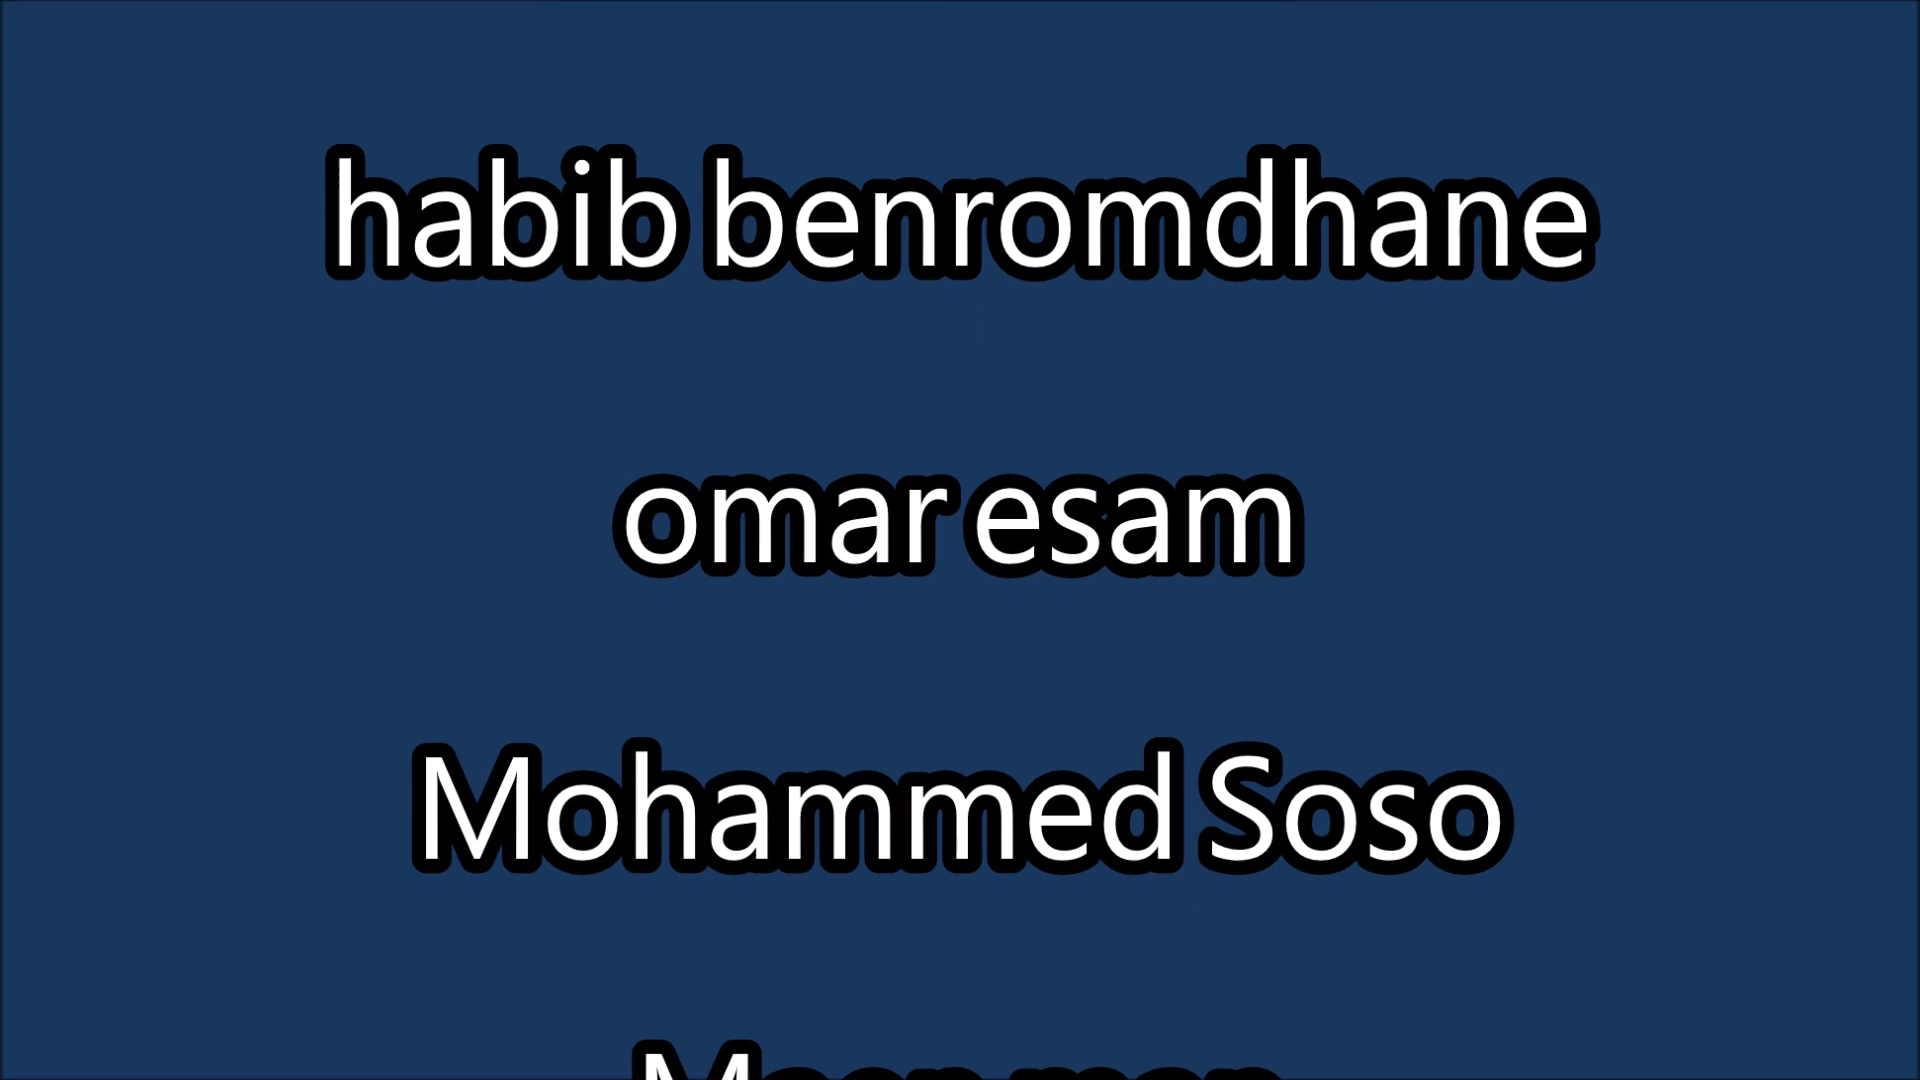 habib benromdhane
omar esam
Mohammed Soso